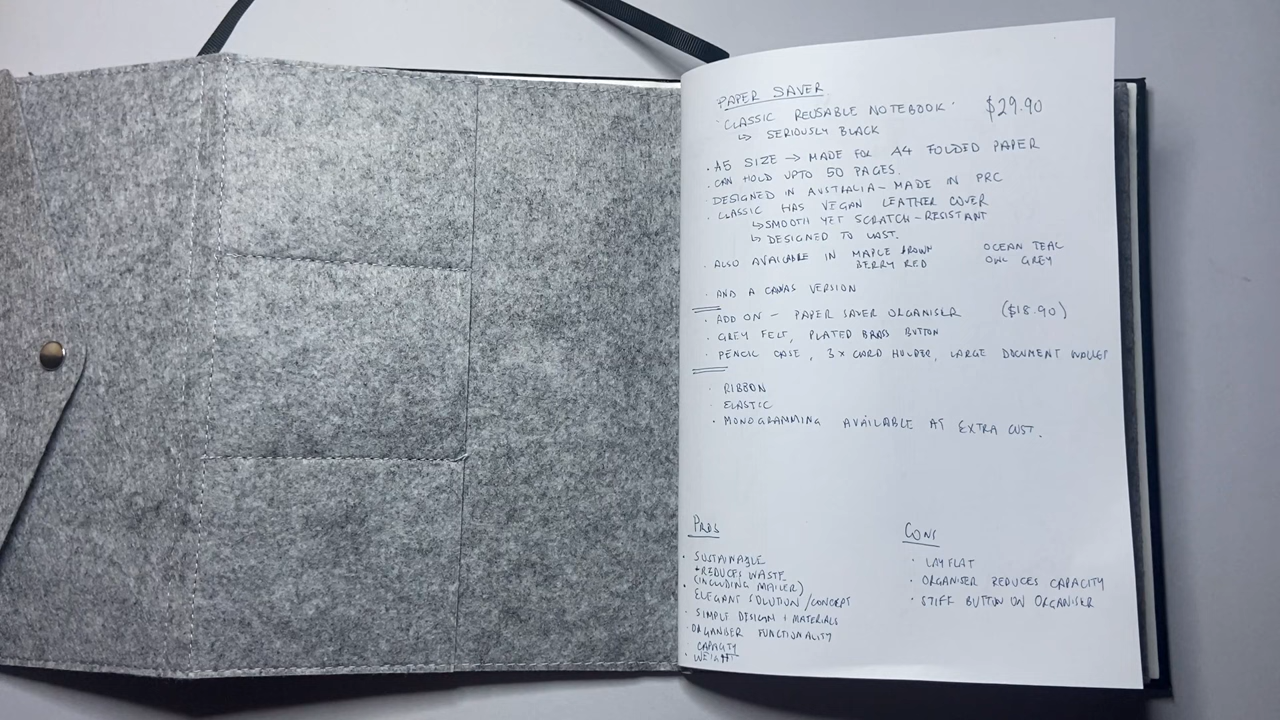 PAPER SAVER
'CLASSIC REUSABLE NOTEBOOK' $29.90
↳ SERIOUSLY BLACK
· A5 SIZE → MADE FOR A4 FOLDED PAPER
· CAN HOLD UPTO 50 PAGES.
· DESIGNED IN AUSTRALIA - MADE IN PRC
· CLASSIC HAS VEGAN LEATHER COVER
↳ SMOOTH YET SCRATCH-RESISTANT
↳ DESIGNED TO LAST.
· ALSO AVAILABLE IN MAPLE BROWN OCEAN TEAL
BERRY RED OWL GREY
· AND A CANVAS VERSION
· ADD ON - PAPER SAVER ORGANISER ($18.90)
· GREY FELT, PLATED BRASS BUTTON
· PENCIL CASE, 3 x CARD HOLDER, LARGE DOCUMENT WALLET
· RIBBON
· ELASTIC
· MONOGRAMMING AVAILABLE AT EXTRA COST.
PROS
· SUSTAINABLE
+REDUCES WASTE
(INCLUDING MAILER)
· ELEGANT SOLUTION/CONCEPT
· SIMPLE DESIGN + MATERIALS
· ORGANISER FUNCTIONALITY
· CAPACITY
· WEIGHT
CONS
· LAYFLAT
· ORGANISER REDUCES CAPACITY
· STIFF BUTTON ON ORGANISER